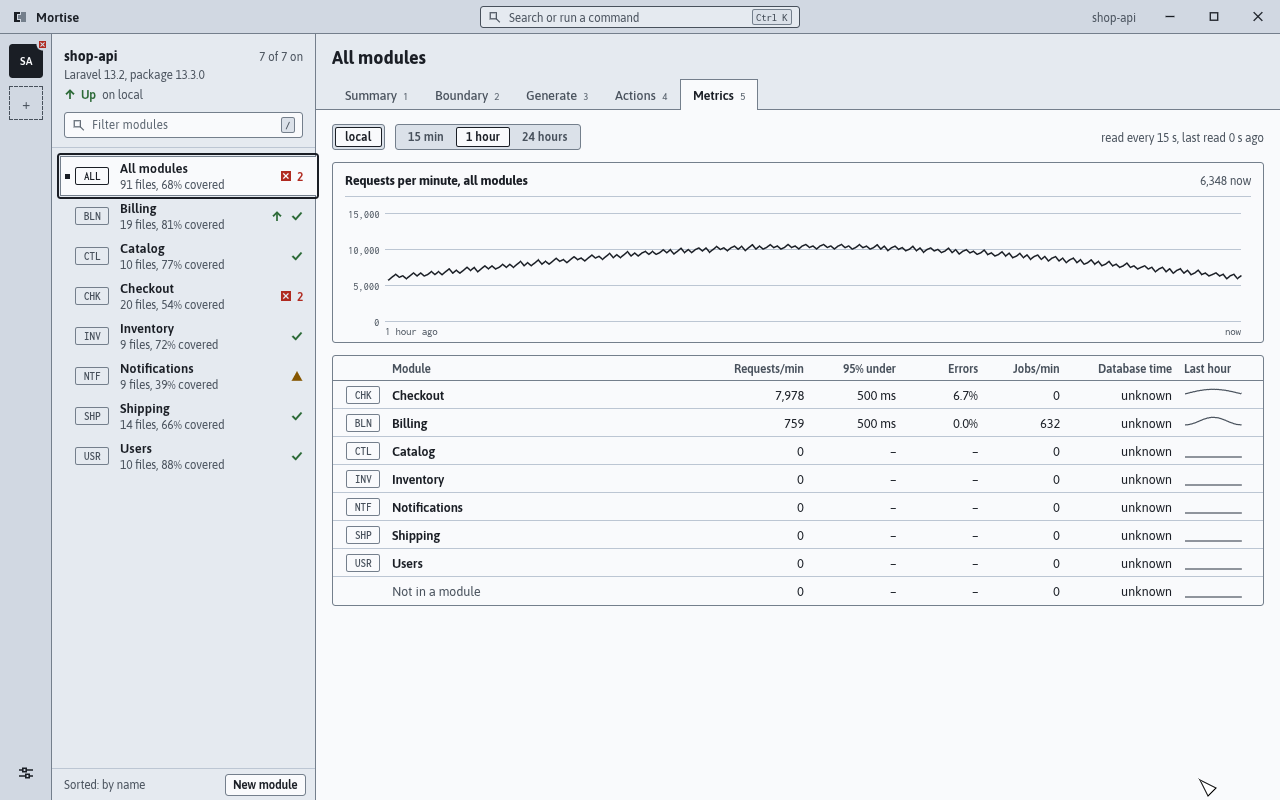 Mortise
Search or run a command
Ctrl K
shop-api
SA
+
shop-api
7 of 7 on
Laravel 13.2, package 13.3.0
Up on local
Filter modules
/
ALL
All modules
91 files, 68% covered
2
BLN
Billing
19 files, 81% covered
CTL
Catalog
10 files, 77% covered
CHK
Checkout
20 files, 54% covered
2
INV
Inventory
9 files, 72% covered
NTF
Notifications
9 files, 39% covered
SHP
Shipping
14 files, 66% covered
USR
Users
10 files, 88% covered
Sorted: by name
New module
All modules
Summary 1 Boundary 2 Generate 3 Actions 4 Metrics 5
local 15 min 1 hour 24 hours
read every 15 s, last read 0 s ago
Requests per minute, all modules
6,348 now
15,000
10,000
5,000
0
1 hour ago
now
Module Requests/min 95% under Errors Jobs/min Database time Last hour
CHK Checkout 7,978 500 ms 6.7% 0 unknown
BLN Billing 759 500 ms 0.0% 632 unknown
CTL Catalog 0 – – 0 unknown
INV Inventory 0 – – 0 unknown
NTF Notifications 0 – – 0 unknown
SHP Shipping 0 – – 0 unknown
USR Users 0 – – 0 unknown
Not in a module 0 – – 0 unknown